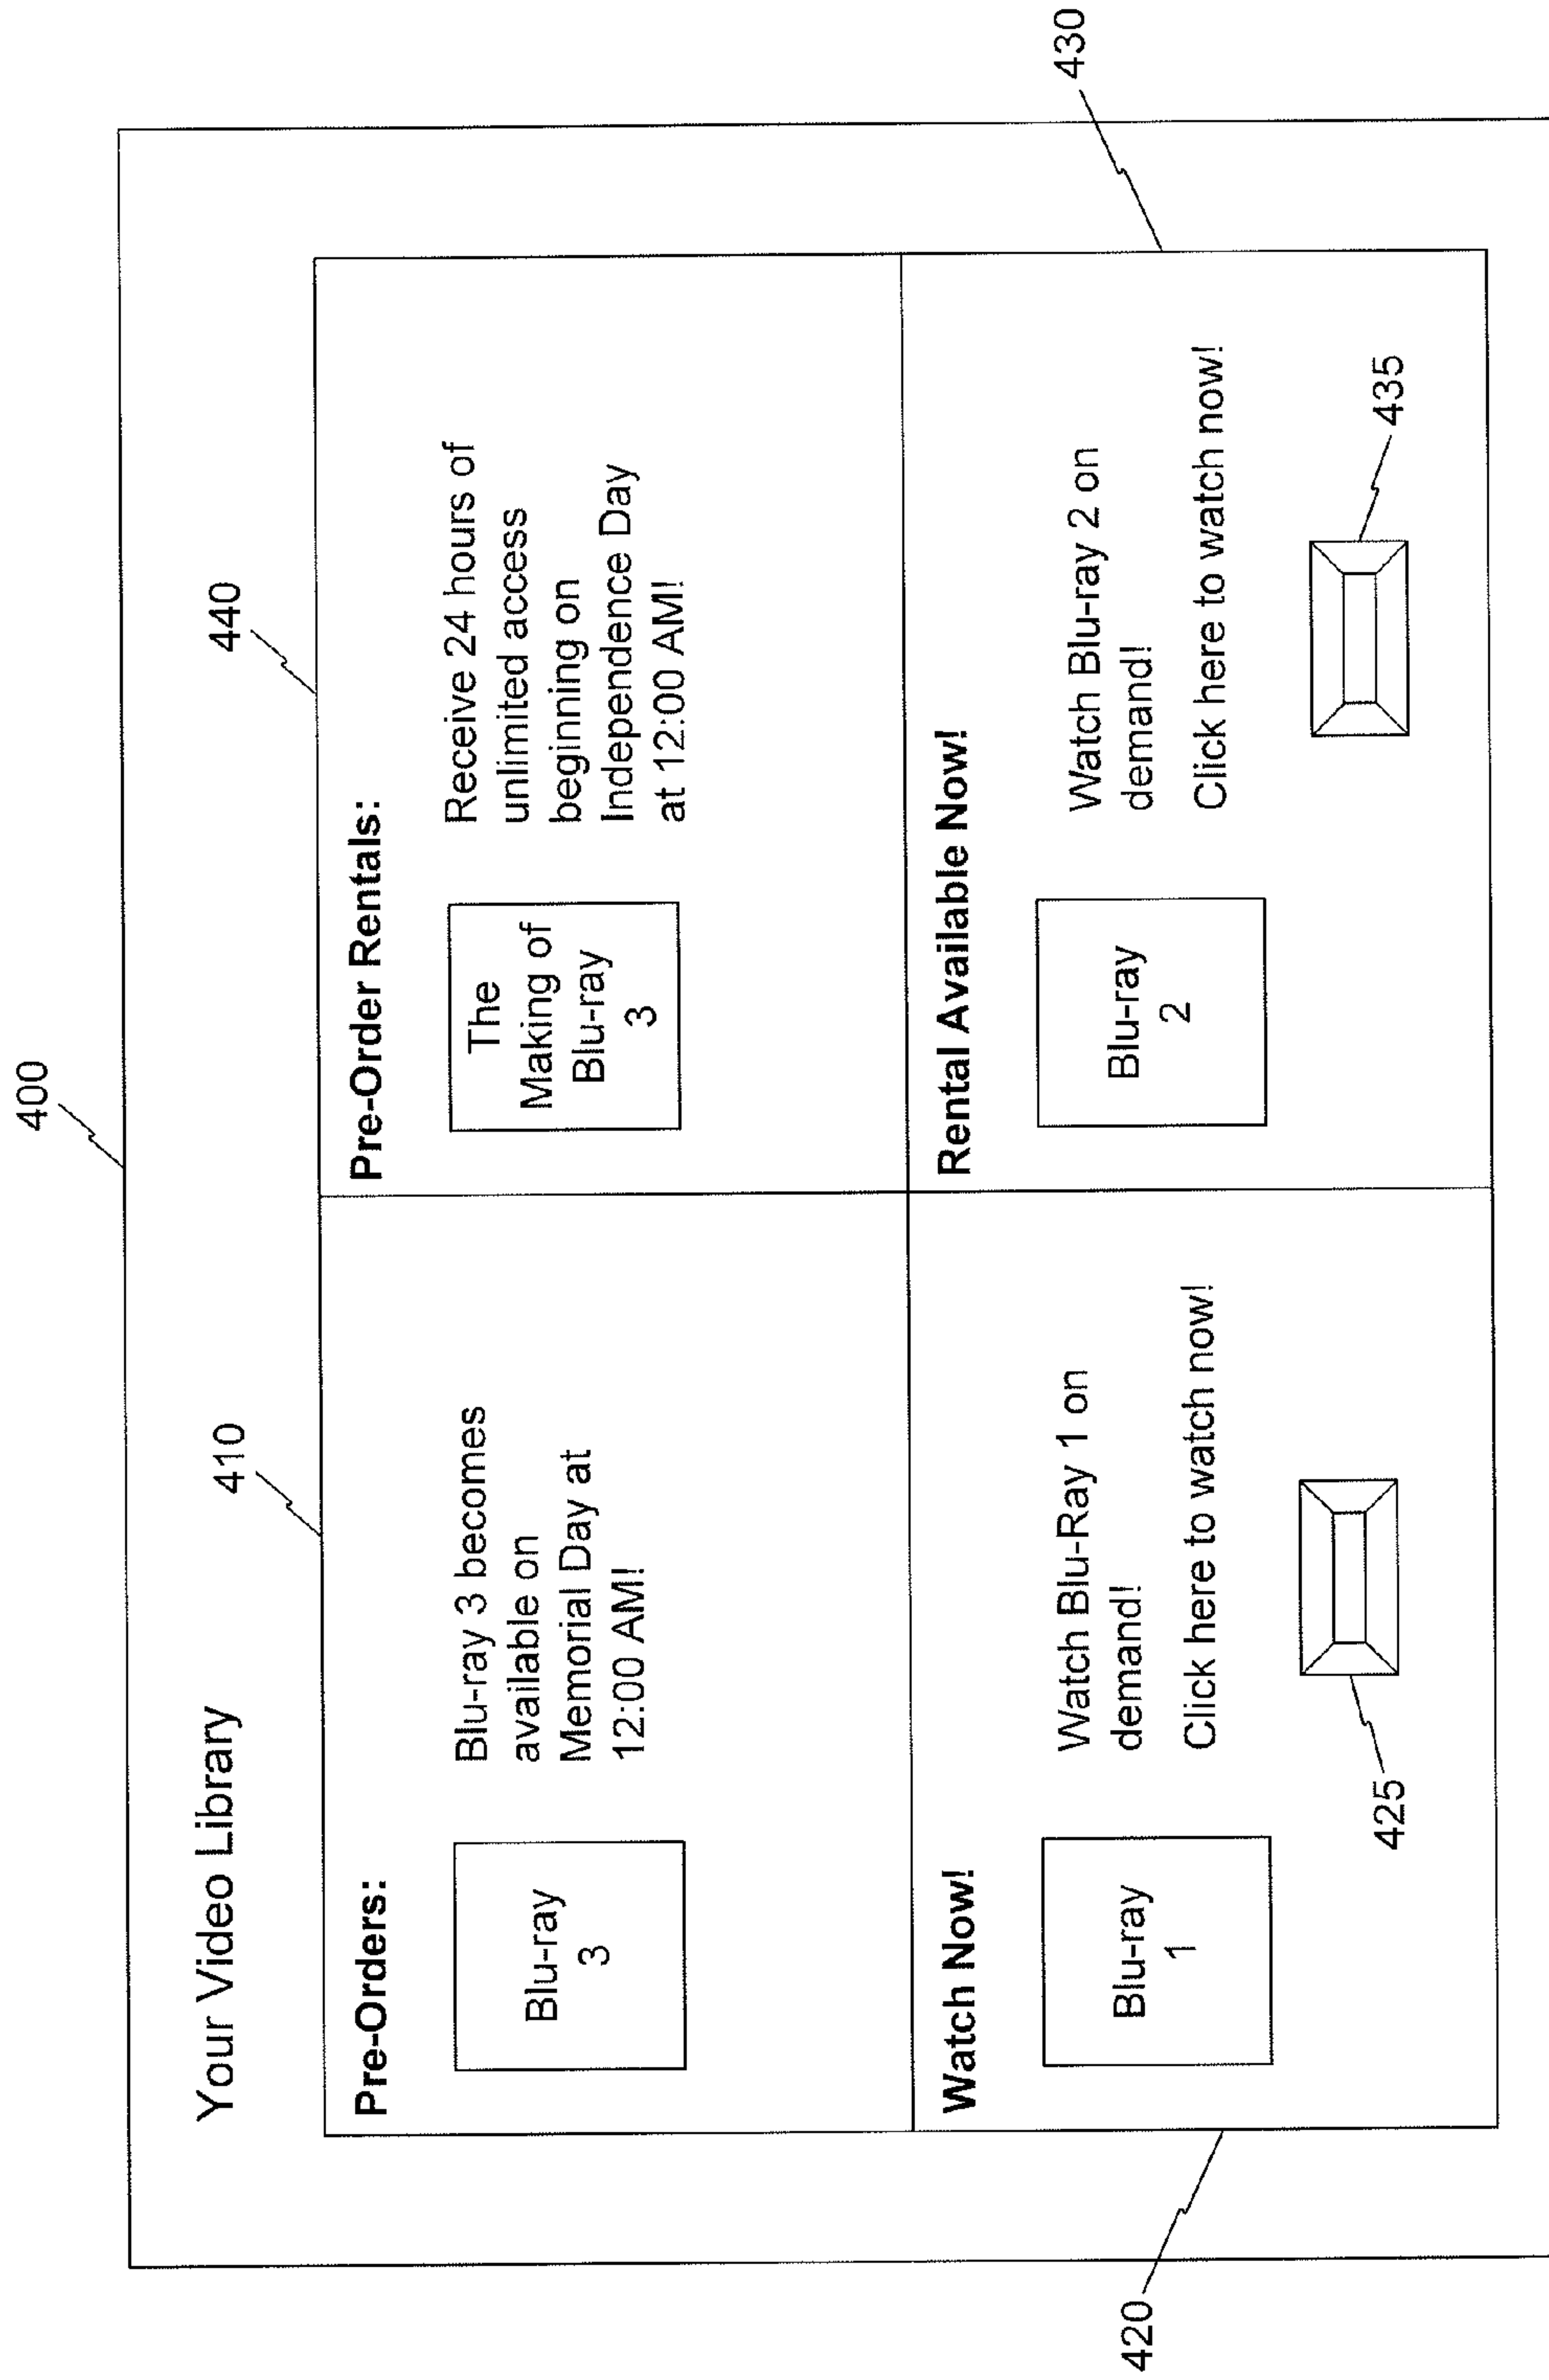 400
Your Video Library
410
440
Pre-Orders:
Blu-ray
3
Blu-ray 3 becomes
available on
Memorial Day at
12:00 AM!
Pre-Order Rentals:
The
Making of
Blu-ray
3
Receive 24 hours of
unlimited access
beginning on
Independence Day
at 12:00 AM!
Watch Now!
Blu-ray
1
Watch Blu-Ray 1 on
demand!
Click here to watch now!
425
420
Rental Available Now!
Blu-ray
2
Watch Blu-ray 2 on
demand!
Click here to watch now!
435
430